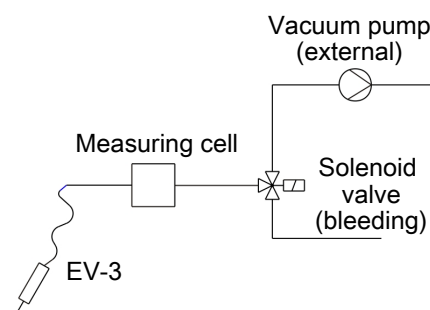 Vacuum pump
(external)
Measuring cell
Solenoid
valve
(bleeding)
EV-3